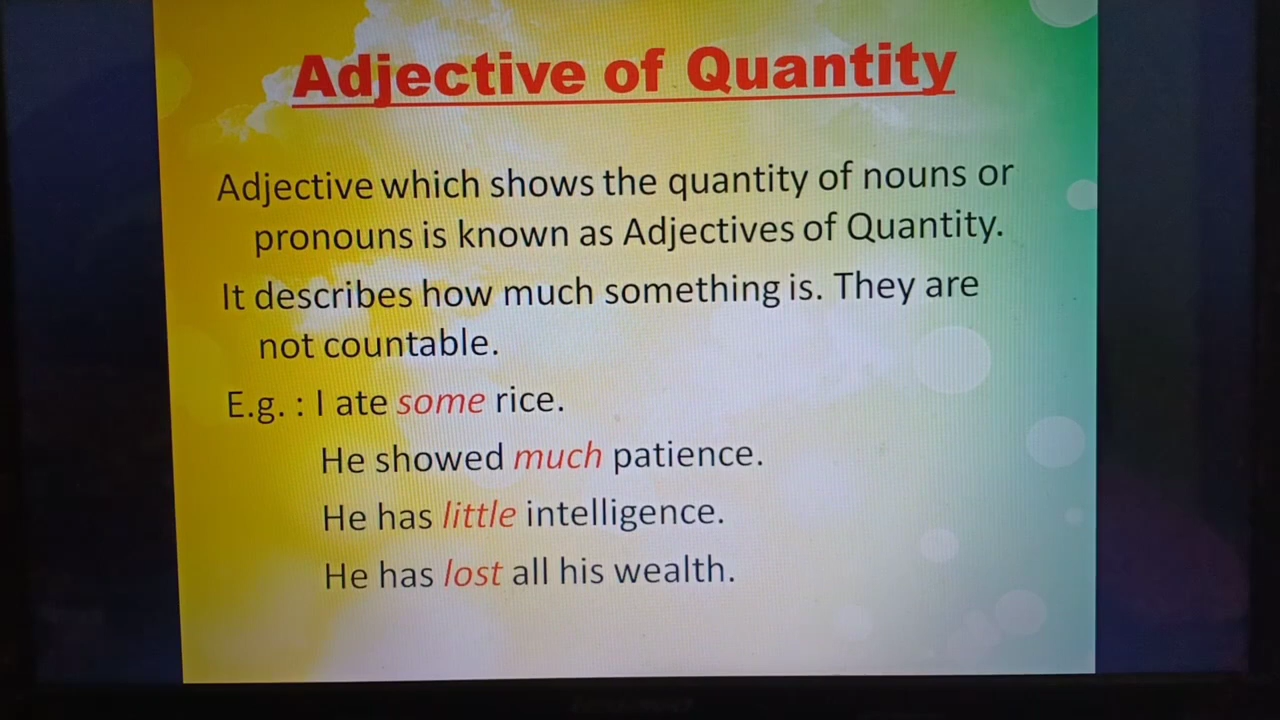 Adjective of Quantity
Adjective which shows the quantity of nouns or
pronouns is known as Adjectives of Quantity.
It describes how much something is. They are
not countable.
E.g. : I ate some rice.
He showed much patience.
He has little intelligence.
He has lost all his wealth.